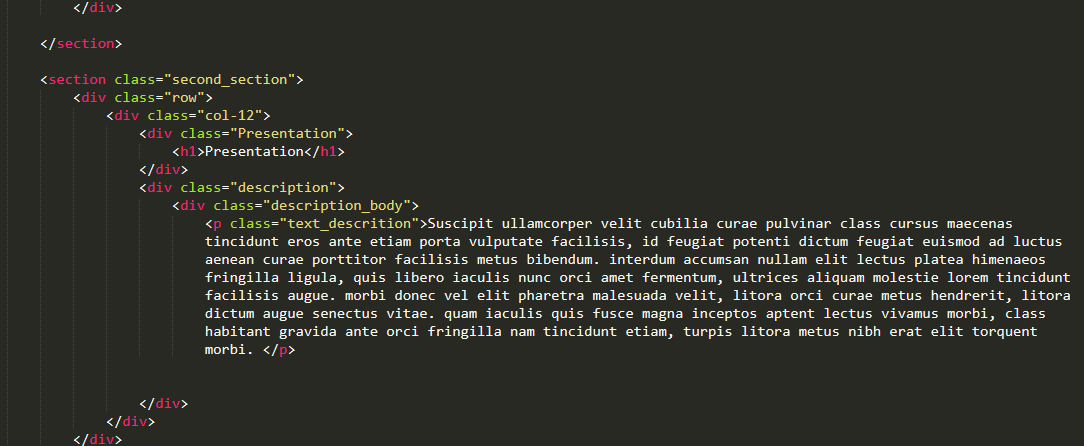 </div>
</section>
<section class="second_section">
<div class="row">
<div class="col-12">
<div class="Presentation">
<h1>Presentation</h1>
</div>
<div class="description">
<div class="description_body">
<p class="text_descrition">Suscipit ullamcorper velit cubilia curae pulvinar class cursus maecenas
tincidunt eros ante etiam porta vulputate facilisis, id feugiat potenti dictum feugiat euismod ad luctus
aenean curae porttitor facilisis metus bibendum. interdum accumsan nullam elit lectus platea himenaeos
fringilla ligula, quis libero iaculis nunc orci amet fermentum, ultrices aliquam molestie lorem tincidunt
facilisis augue. morbi donec vel elit pharetra malesuada velit, litora orci curae metus hendrerit, litora
dictum augue senectus vitae. quam iaculis quis fusce magna inceptos aptent lectus vivamus morbi, class
habitant gravida ante orci fringilla nam tincidunt etiam, turpis litora metus nibh erat elit torquent
morbi. </p>
</div>
</div>
</div>